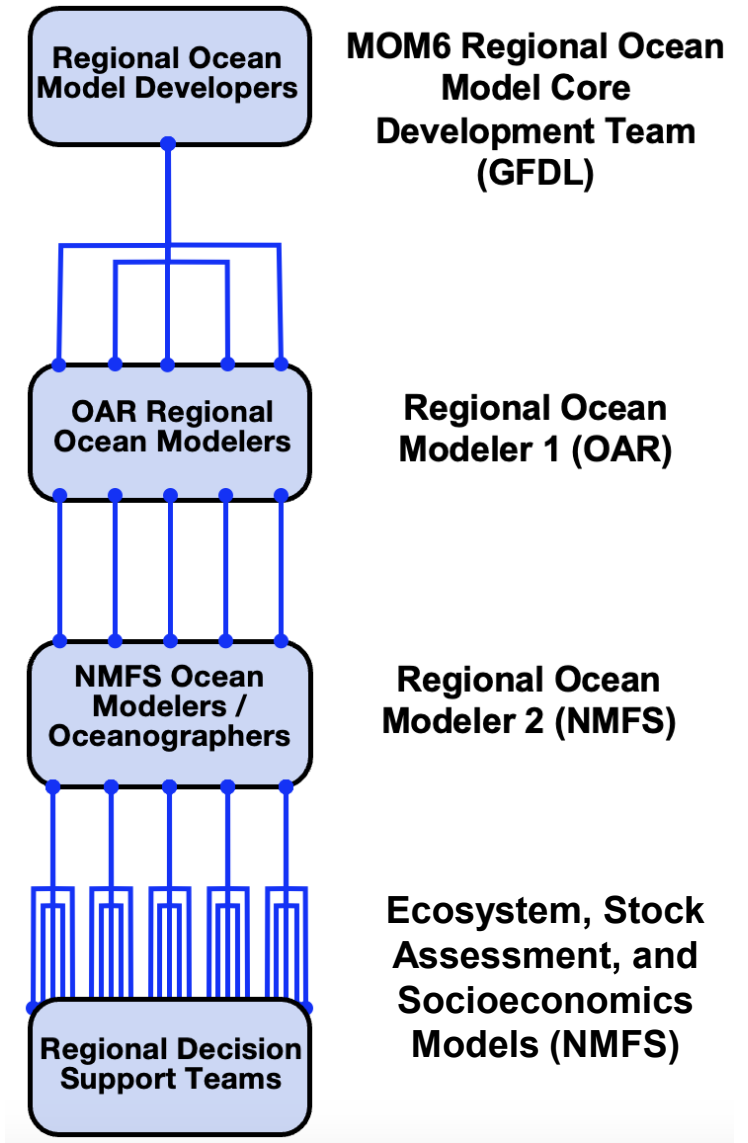 Regional Ocean
Model Developers
MOM6 Regional Ocean
Model Core
Development Team
(GFDL)
OAR Regional
Ocean Modelers
Regional Ocean
Modeler 1 (OAR)
NMFS Ocean
Modelers /
Oceanographers
Regional Ocean
Modeler 2 (NMFS)
Regional Decision
Support Teams
Ecosystem, Stock
Assessment, and
Socioeconomics
Models (NMFS)